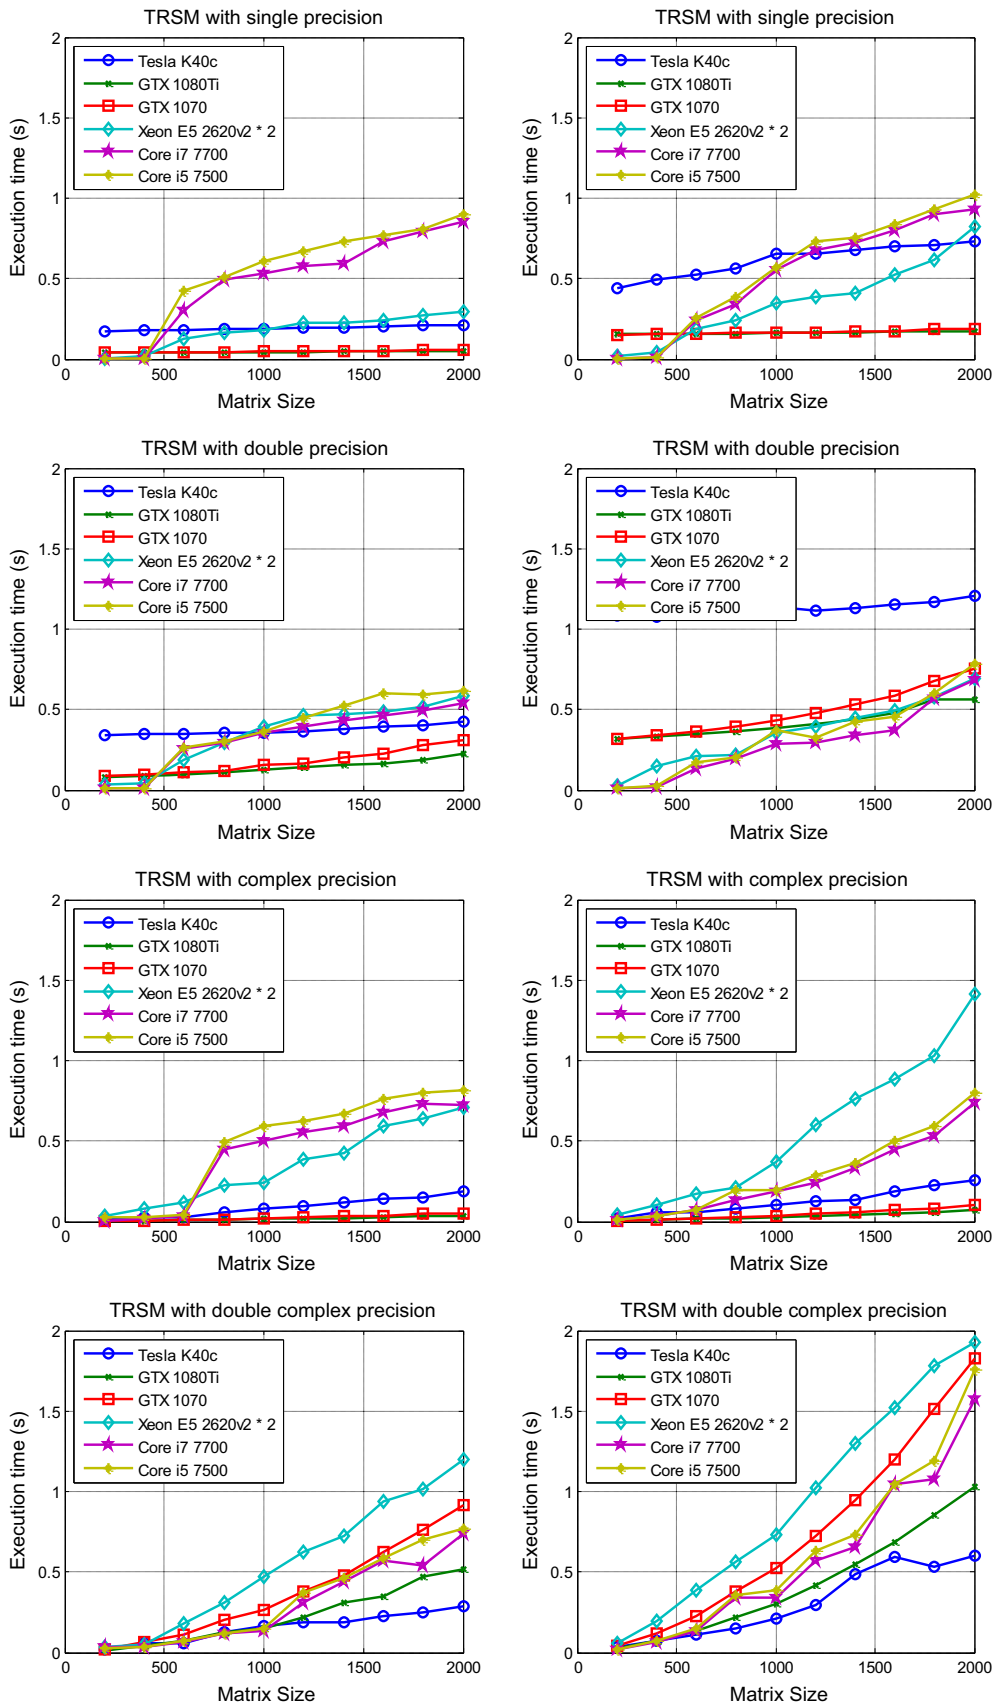 TRSM with single precision
2
1.5
1
0.5
0
Execution time (s)
Tesla K40c
GTX 1080Ti
GTX 1070
Xeon E5 2620v2 * 2
Core i7 7700
Core i5 7500
0 500 1000 1500 2000
Matrix Size
TRSM with single precision
2
1.5
1
0.5
0
Execution time (s)
Tesla K40c
GTX 1080Ti
GTX 1070
Xeon E5 2620v2 * 2
Core i7 7700
Core i5 7500
0 500 1000 1500 2000
Matrix Size
TRSM with double precision
2
1.5
1
0.5
0
Execution time (s)
Tesla K40c
GTX 1080Ti
GTX 1070
Xeon E5 2620v2 * 2
Core i7 7700
Core i5 7500
0 500 1000 1500 2000
Matrix Size
TRSM with double precision
2
1.5
1
0.5
0
Execution time (s)
Tesla K40c
GTX 1080Ti
GTX 1070
Xeon E5 2620v2 * 2
Core i7 7700
Core i5 7500
0 500 1000 1500 2000
Matrix Size
TRSM with complex precision
2
1.5
1
0.5
0
Execution time (s)
Tesla K40c
GTX 1080Ti
GTX 1070
Xeon E5 2620v2 * 2
Core i7 7700
Core i5 7500
0 500 1000 1500 2000
Matrix Size
TRSM with complex precision
2
1.5
1
0.5
0
Execution time (s)
Tesla K40c
GTX 1080Ti
GTX 1070
Xeon E5 2620v2 * 2
Core i7 7700
Core i5 7500
0 500 1000 1500 2000
Matrix Size
TRSM with double complex precision
2
1.5
1
0.5
0
Execution time (s)
Tesla K40c
GTX 1080Ti
GTX 1070
Xeon E5 2620v2 * 2
Core i7 7700
Core i5 7500
0 500 1000 1500 2000
Matrix Size
TRSM with double complex precision
2
1.5
1
0.5
0
Execution time (s)
Tesla K40c
GTX 1080Ti
GTX 1070
Xeon E5 2620v2 * 2
Core i7 7700
Core i5 7500
0 500 1000 1500 2000
Matrix Size